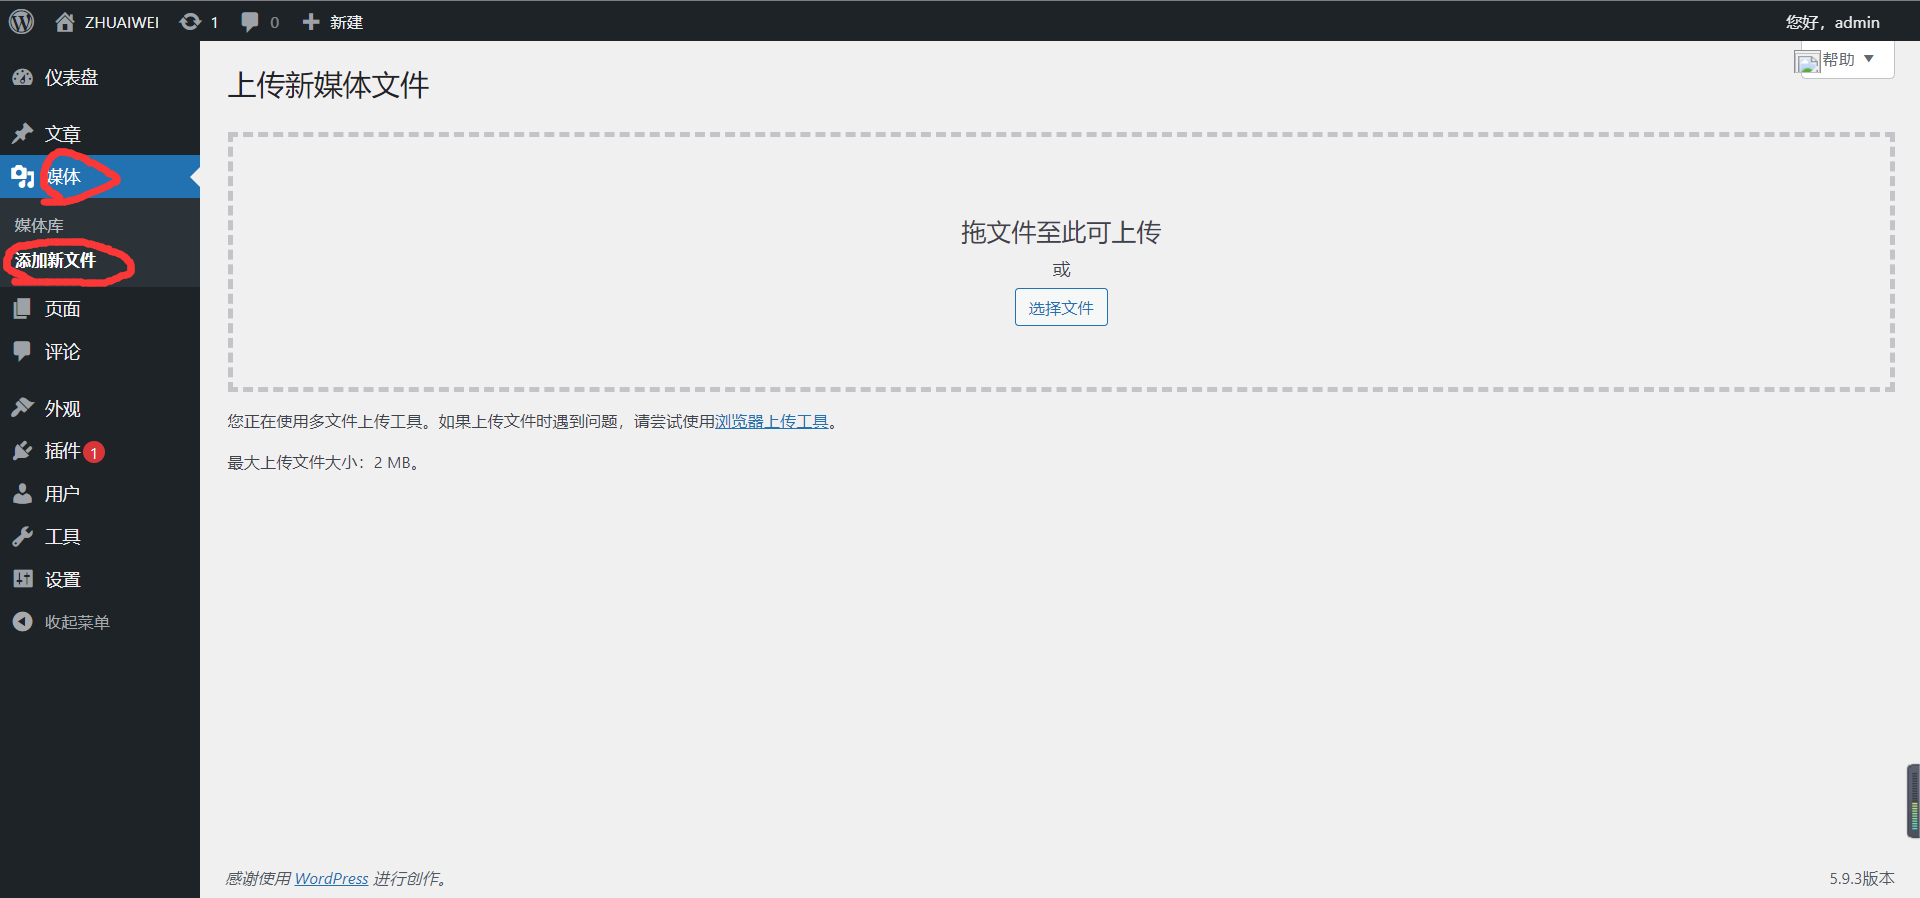 ZHUAIWEI 1 0 新建 您好，admin
帮助
仪表盘
文章
媒体
媒体库
添加新文件
页面
评论
外观
插件 1
用户
工具
设置
收起菜单
上传新媒体文件
拖文件至此可上传
或
选择文件
您正在使用多文件上传工具。如果上传文件时遇到问题，请尝试使用浏览器上传工具。
最大上传文件大小：2 MB。
感谢使用 WordPress 进行创作。
5.9.3版本